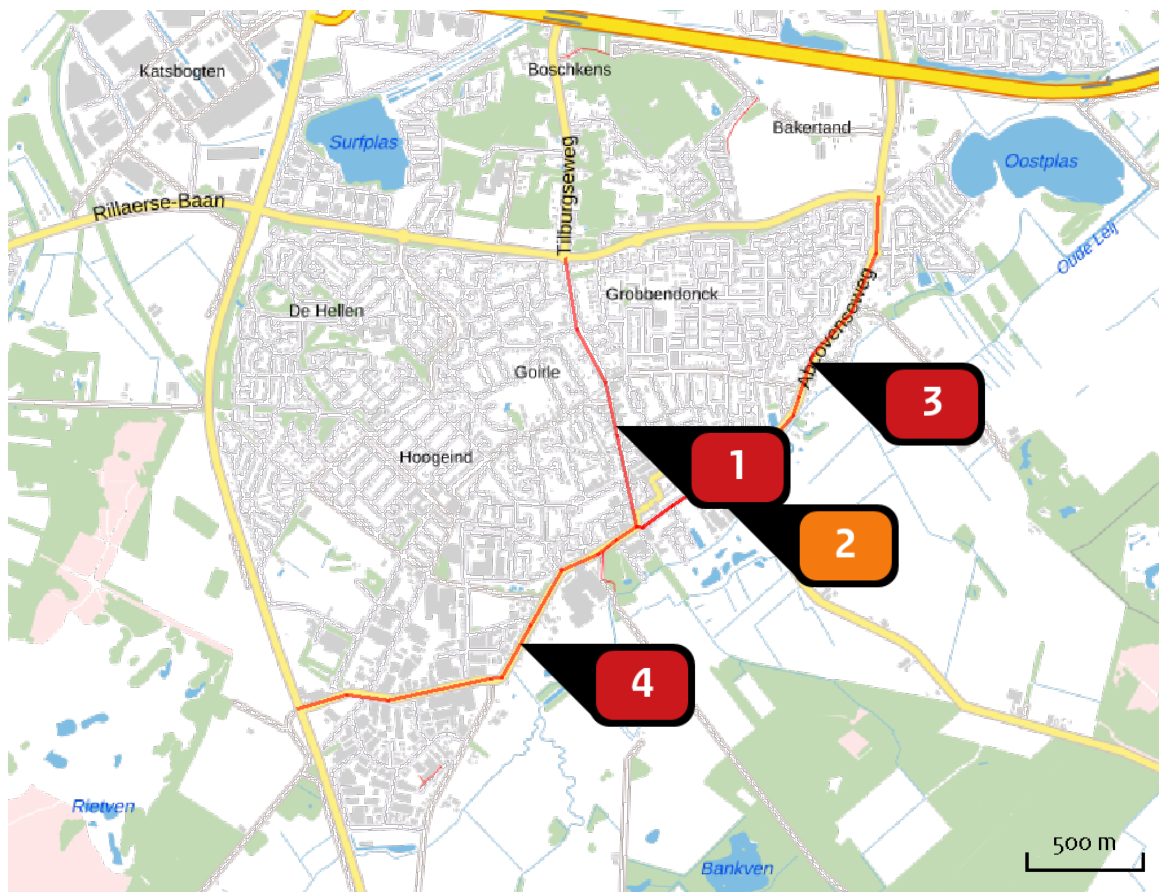 Boschkens
Katsbogten
Bakertand
Surfplas
Oostplas
Tilburgseweg
Rillaerse-Baan
Oude Leij
Grobbendonck
De Hellen
Abcovenseweg
Goirle
3
Hoogeind
1
2
4
Rietven
500 m
Bankven